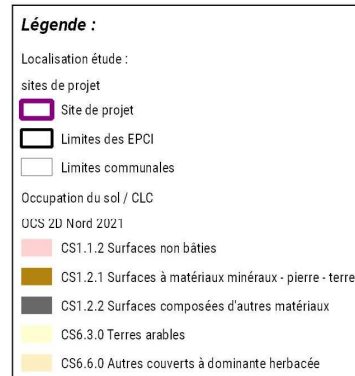 Légende :
Localisation étude :
sites de projet
Site de projet
Limites des EPCI
Limites communales
Occupation du sol / CLC
OCS 2D Nord 2021
CS1.1.2 Surfaces non bâties
CS1.2.1 Surfaces à matériaux minéraux - pierre - terre
CS1.2.2 Surfaces composées d'autres matériaux
CS6.3.0 Terres arables
CS6.6.0 Autres couverts à dominante herbacée